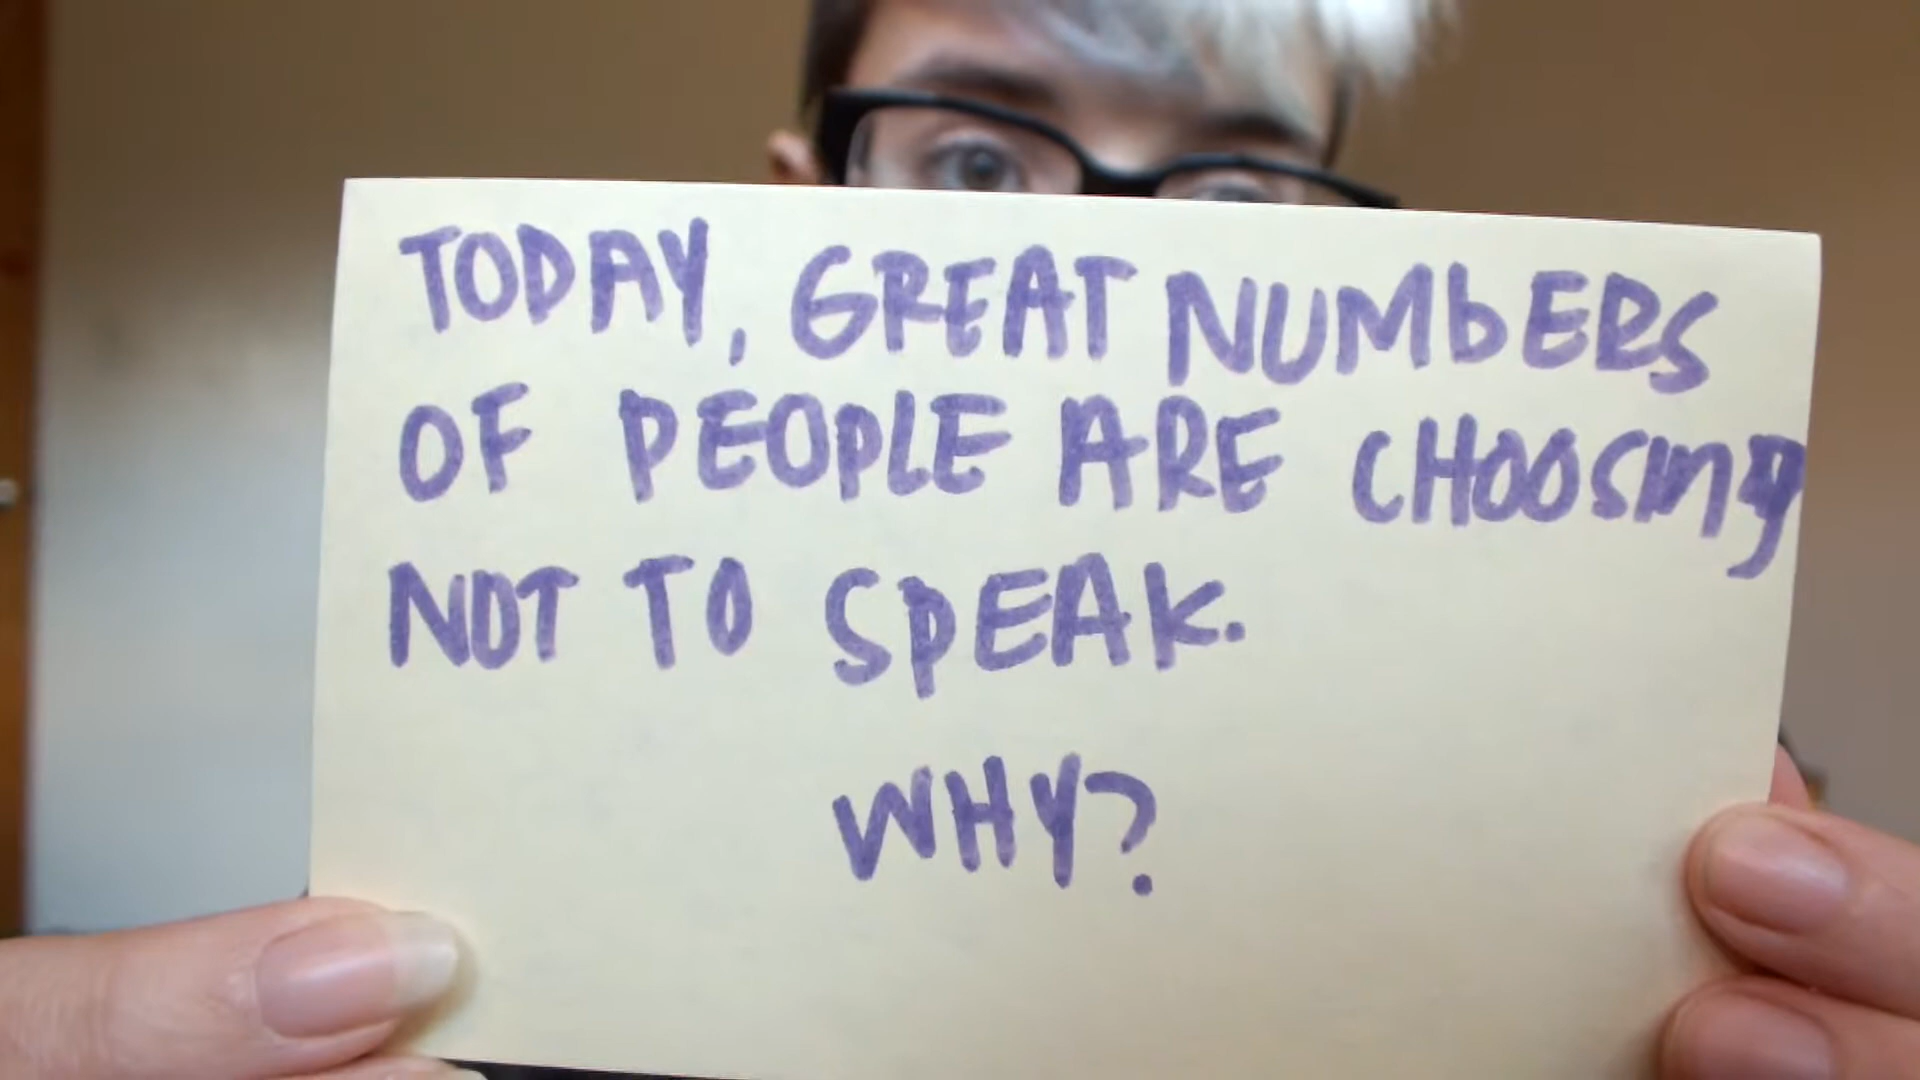 TODAY, GREAT NUMbERS
OF PEOPLE ARE CHOOSING
NOT TO SPEAK.
WHY?